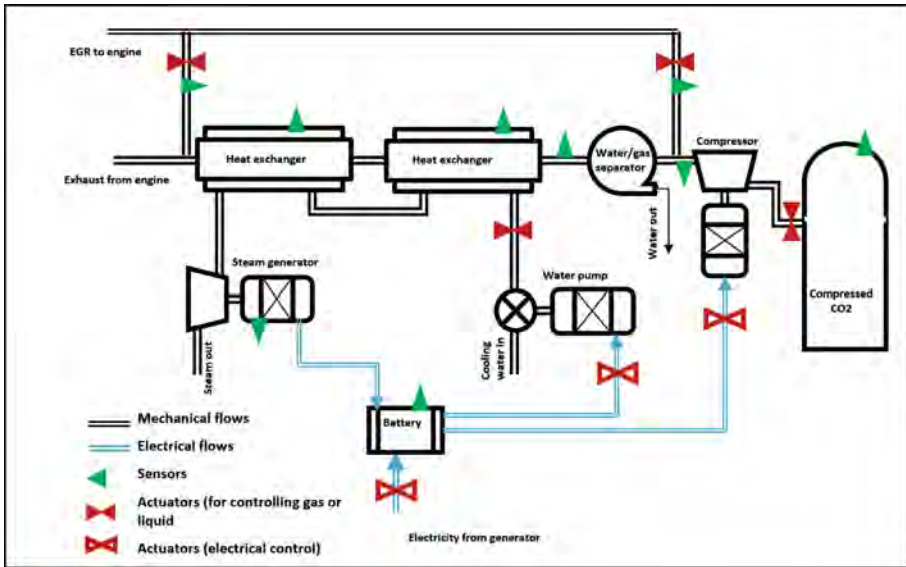 EGR to engine
Compressor
Heat exchanger
Heat exchanger
Water/gas
separator
Exhaust from engine
Water out
Steam generator
Water pump
Compressed
CO2
Steam out
Cooling
water in
Battery
Mechanical flows
Electrical flows
Sensors
Actuators (for controlling gas or
liquid
Actuators (electrical control)
Electricity from generator